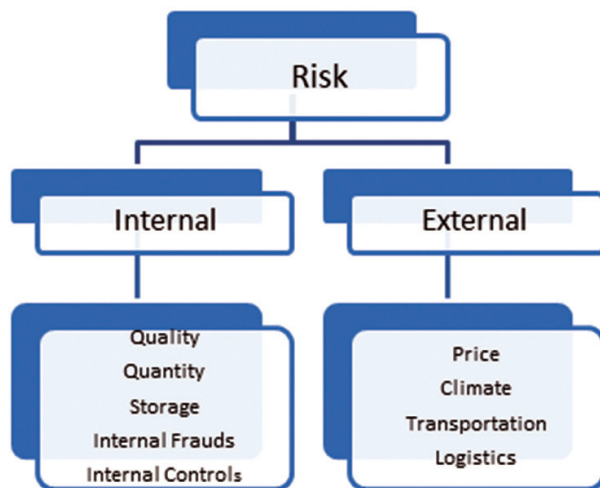 Risk
Internal
External
Quality
Quantity
Storage
Internal Frauds
Internal Controls
Price
Climate
Transportation
Logistics